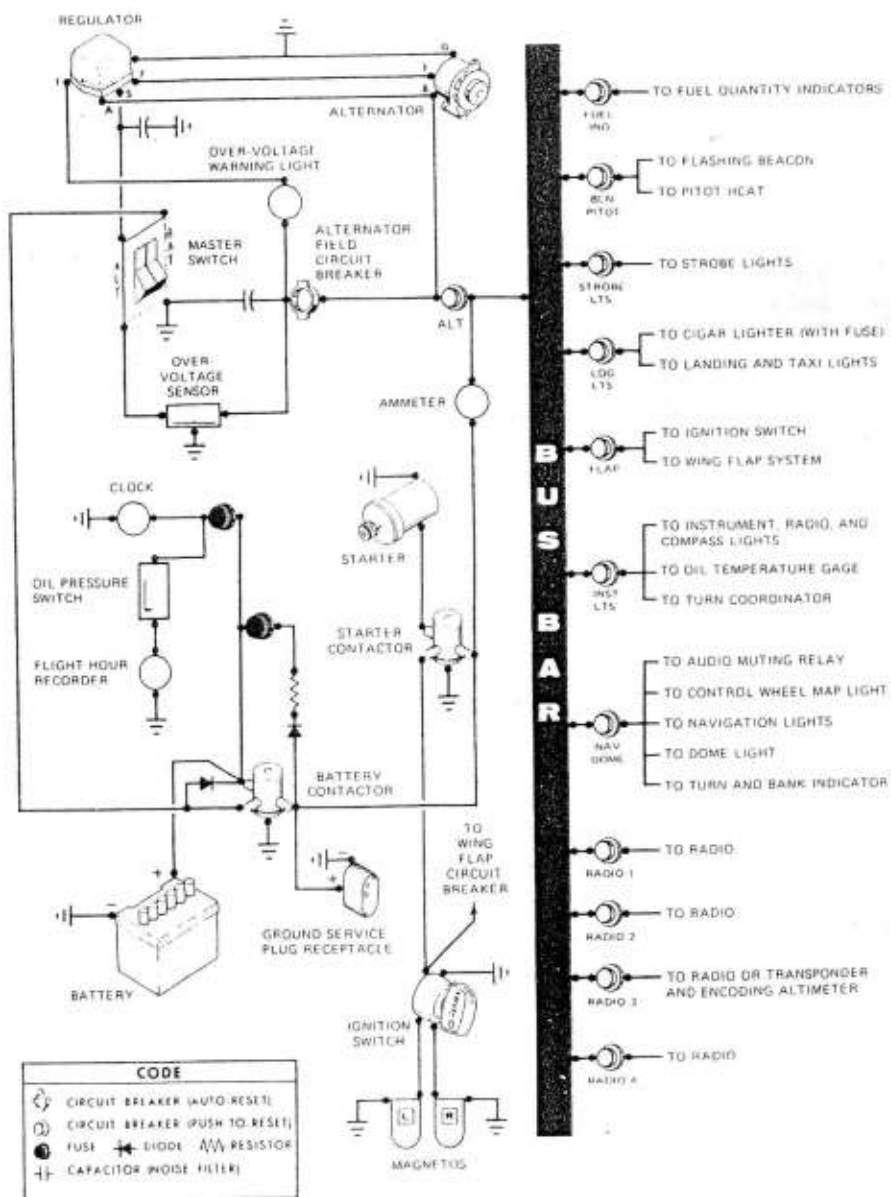 REGULATOR
G
I
F
S
A
F
B
ALTERNATOR
OVER-VOLTAGE
WARNING LIGHT
ALT
BAT
MASTER
SWITCH
ALTERNATOR
FIELD
CIRCUIT
BREAKER
ALT
OVER-
VOLTAGE
SENSOR
AMMETER
CLOCK
STARTER
OIL PRESSURE
SWITCH
STARTER
CONTACTOR
FLIGHT HOUR
RECORDER
BATTERY
CONTACTOR
TO
WING
FLAP
CIRCUIT
BREAKER
+
−
−
+
GROUND SERVICE
PLUG RECEPTACLE
BATTERY
IGNITION
SWITCH
L
R
MAGNETOS
BUS BAR
FUEL
IND
TO FUEL QUANTITY INDICATORS
BCN
PITOT
TO FLASHING BEACON
TO PITOT HEAT
STROBE
LTS
TO STROBE LIGHTS
LDG
LTS
TO CIGAR LIGHTER (WITH FUSE)
TO LANDING AND TAXI LIGHTS
FLAP
TO IGNITION SWITCH
TO WING FLAP SYSTEM
INST
LTS
TO INSTRUMENT, RADIO, AND
COMPASS LIGHTS
TO OIL TEMPERATURE GAGE
TO TURN COORDINATOR
NAV
DOME
TO AUDIO MUTING RELAY
TO CONTROL WHEEL MAP LIGHT
TO NAVIGATION LIGHTS
TO DOME LIGHT
TO TURN AND BANK INDICATOR
RADIO 1
TO RADIO
RADIO 2
TO RADIO
RADIO 3
TO RADIO OR TRANSPONDER
AND ENCODING ALTIMETER
RADIO 4
TO RADIO
CODE
CIRCUIT BREAKER (AUTO-RESET)
CIRCUIT BREAKER (PUSH-TO-RESET)
FUSE DIODE RESISTOR
CAPACITOR (NOISE FILTER)